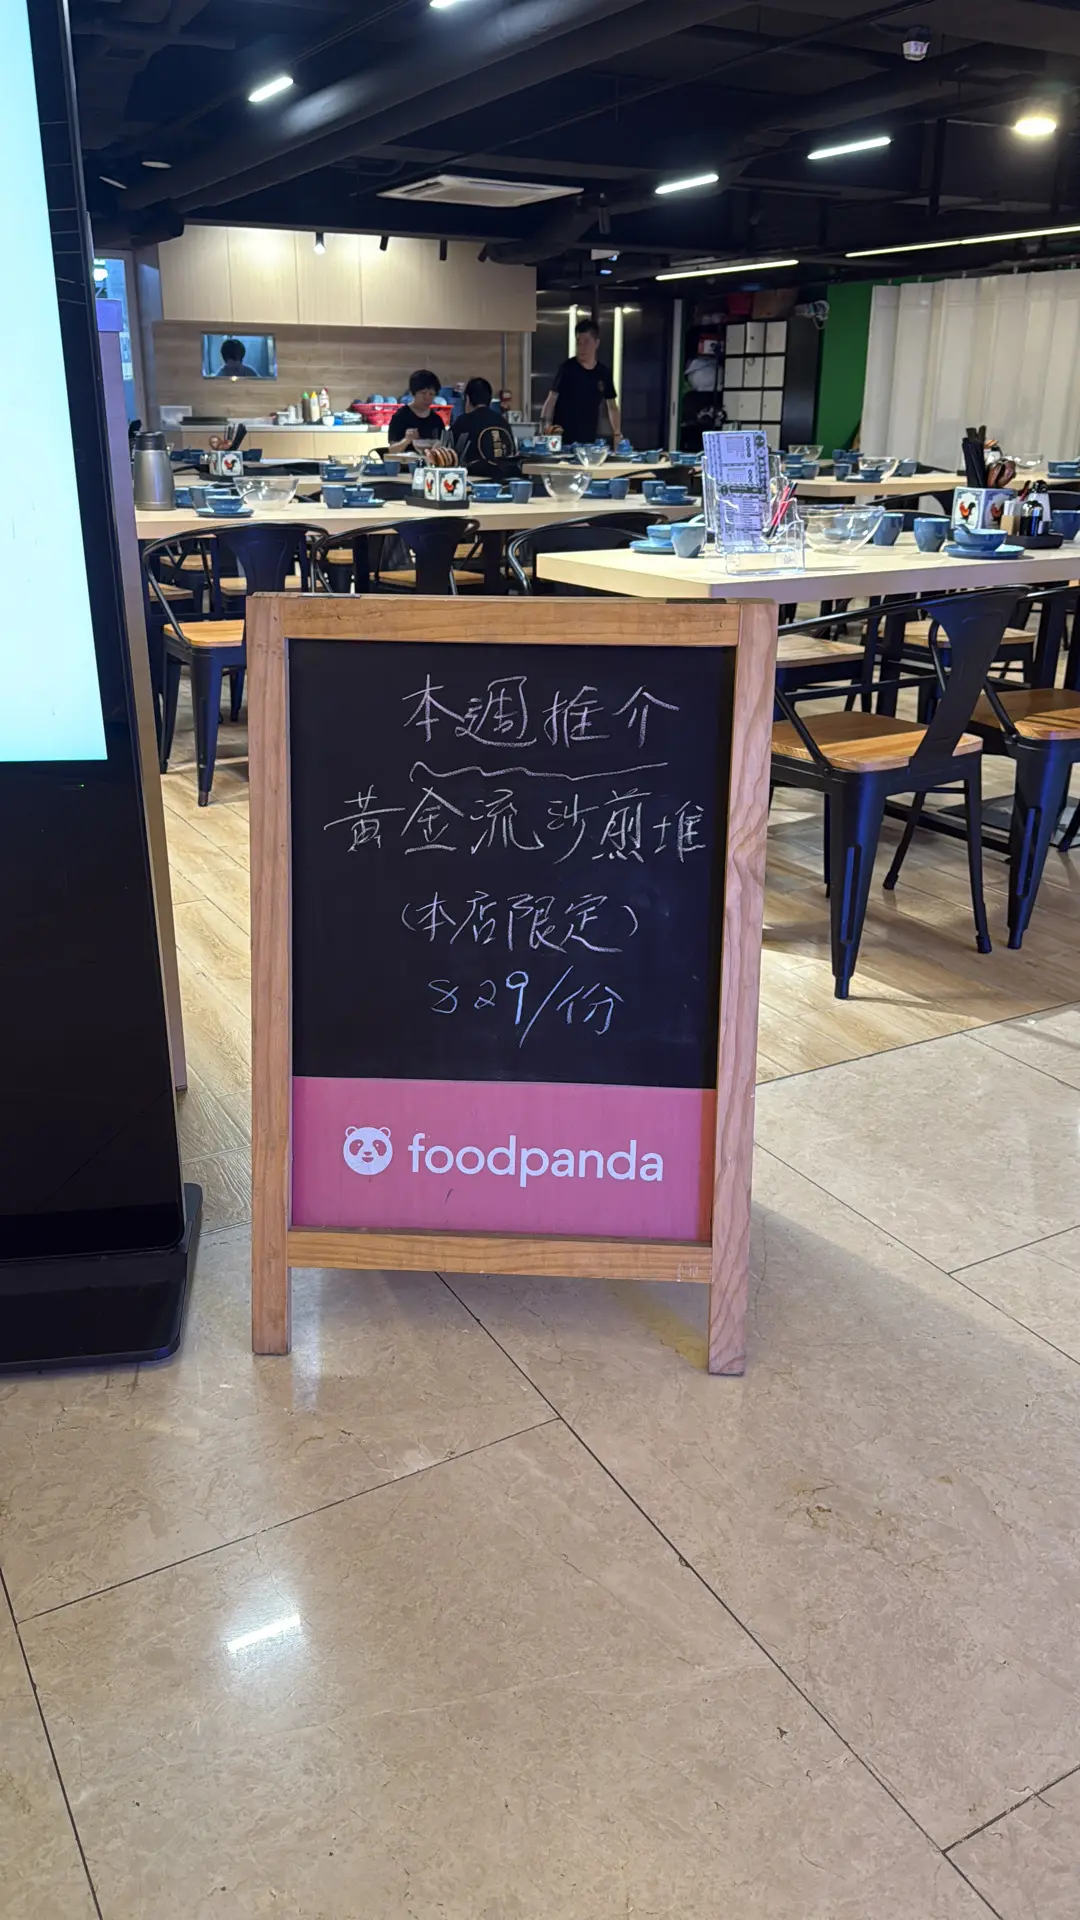 本週推介
黃金流沙煎堆
(本店限定)
$29/份
foodpanda